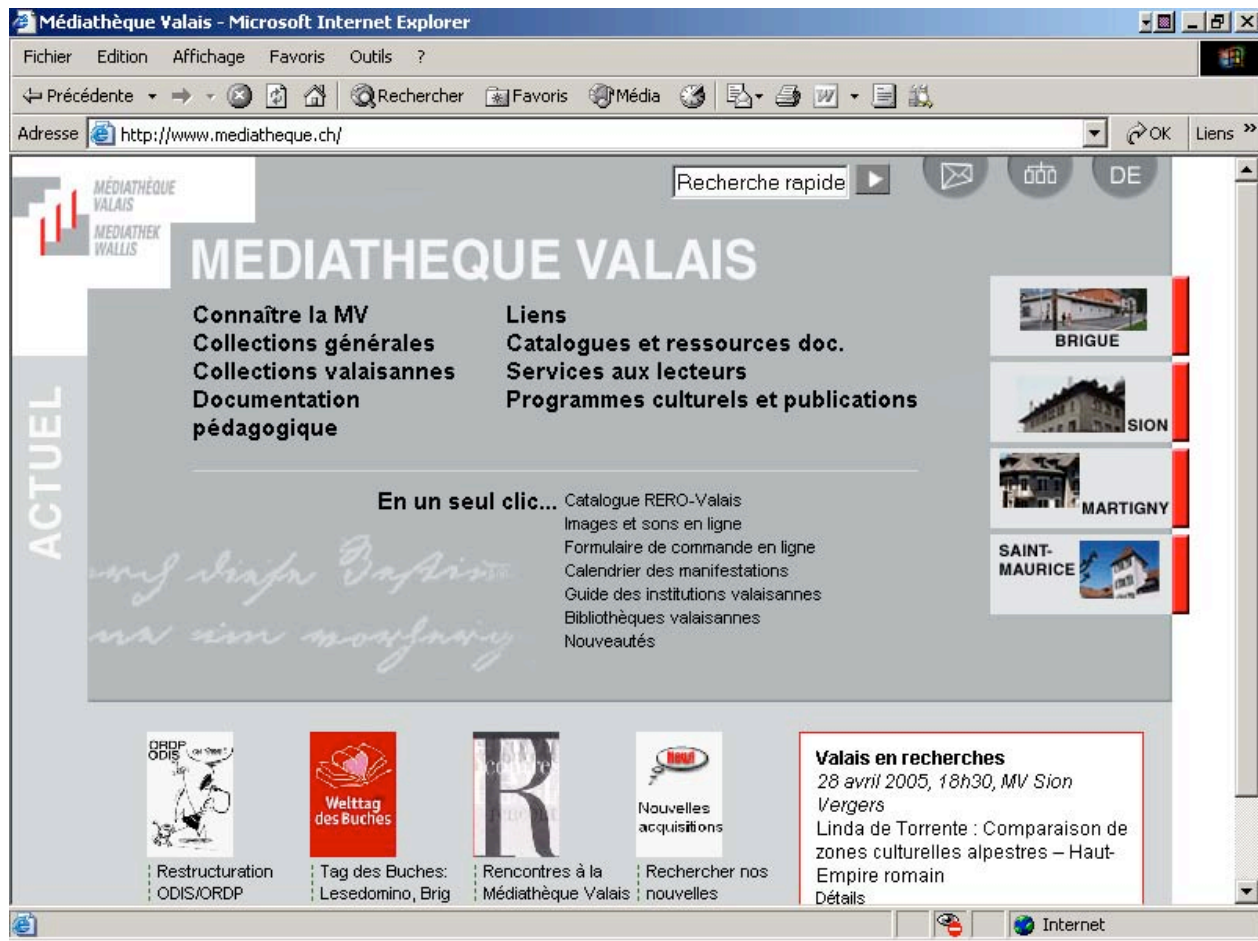 Médiathèque Valais - Microsoft Internet Explorer
Fichier Edition Affichage Favoris Outils ?
Précédente Rechercher Favoris Média
Adresse http://www.mediatheque.ch/ OK Liens »
MÉDIATHÈQUE
VALAIS
MEDIATHEK
WALLIS
Recherche rapide
DE
MEDIATHEQUE VALAIS
Connaître la MV
Collections générales
Collections valaisannes
Documentation
pédagogique
Liens
Catalogues et ressources doc.
Services aux lecteurs
Programmes culturels et publications
BRIGUE
SION
MARTIGNY
SAINT-
MAURICE
ACTUEL
En un seul clic...
Catalogue RERO-Valais
Images et sons en ligne
Formulaire de commande en ligne
Calendrier des manifestations
Guide des institutions valaisannes
Bibliothèques valaisannes
Nouveautés
ORDP
ODIS
Restructuration
ODIS/ORDP
Welttag
des Buches
Tag des Buches:
Lesedomino, Brig
R
Rencontres à la
Médiathèque Valais
Neu!
Nouvelles
acquisitions
Rechercher nos
nouvelles
Valais en recherches
28 avril 2005, 18h30, MV Sion
Vergers
Linda de Torrente : Comparaison de
zones culturelles alpestres – Haut-
Empire romain
Détails
Internet